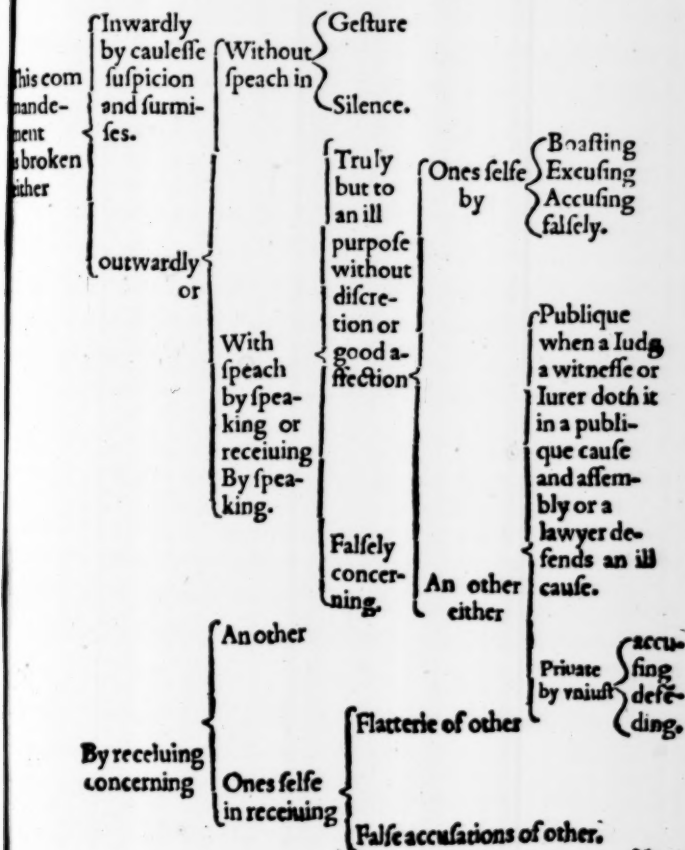 This com
mande-
ment
is broken
either
Inwardly
by caulesse
ſuſpicion
and ſurmi-
ſes.
outwardly
or
Without
ſpeach in
Geſture
Silence.
With
ſpeach
by ſpea-
king or
receiuing
By ſpea-
king.
Truly
but to
an ill
purpoſe
without
diſcre-
tion or
good a-
ffection
Falſely
concer-
ning.
Ones ſelfe
by
Boaſting
Excuſing
Accuſing
falſely.
An other
either
Publique
when a Iudg
a witneſſe or
Iurer doth it
in a publi-
que cauſe
and aſſem-
bly or a
lawyer de-
fends an ill
cauſe.
Priuate
by vniuſt
accu-
ſing
defē-
ding.
By receiuing
concerning
An other
Ones ſelfe
in receiuing
Flatterie of other
Falſe accuſations of other.